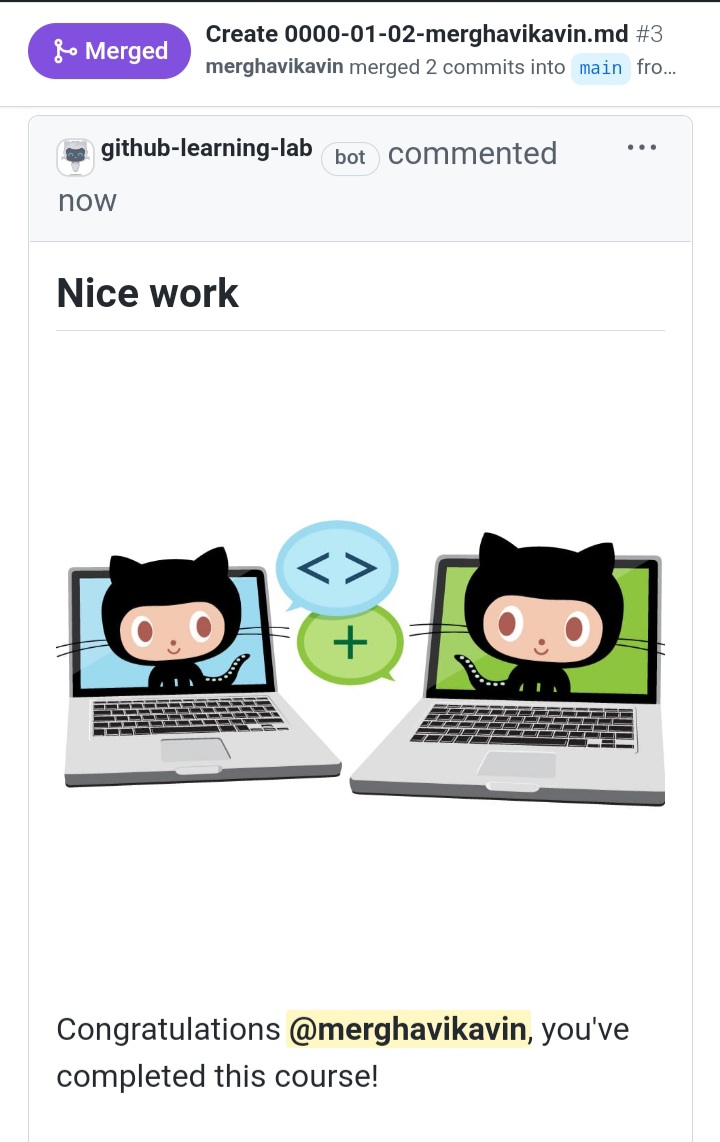 Merged
Create 0000-01-02-merghavikavin.md #3
merghavikavin merged 2 commits into main fro…
github-learning-lab bot commented
now
Nice work
< >
+
Congratulations @merghavikavin, you've
completed this course!